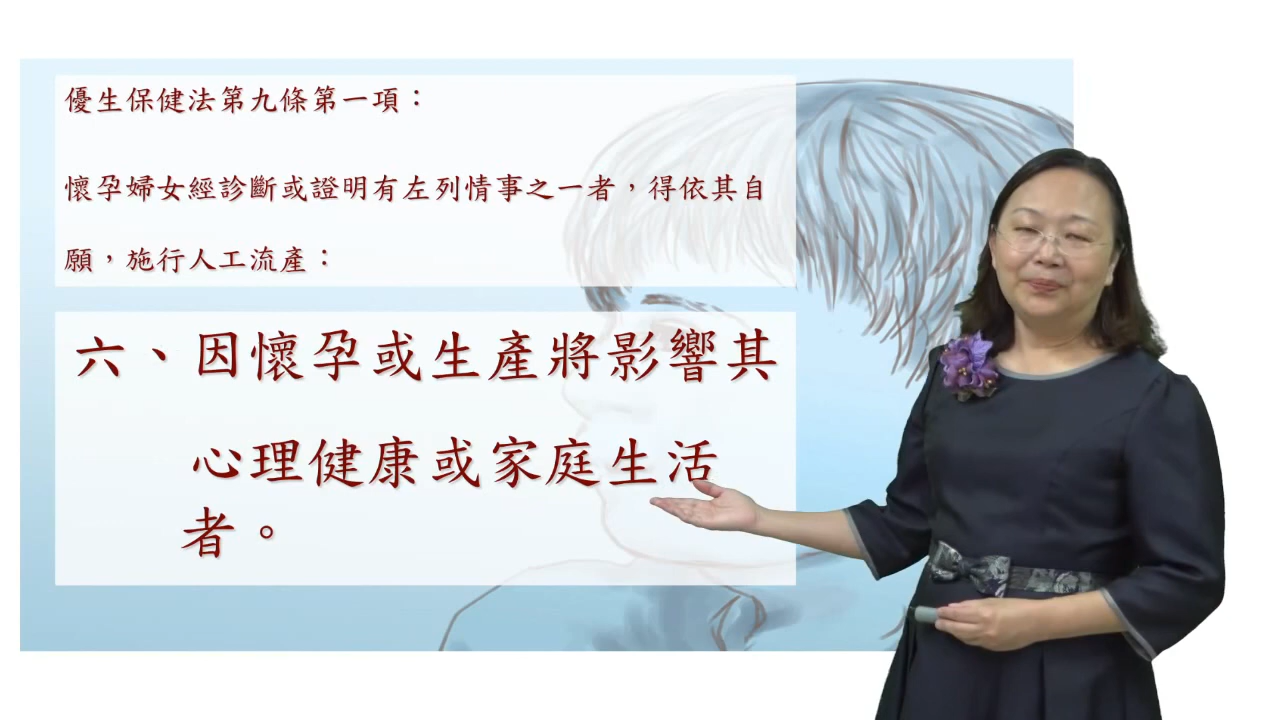 優生保健法第九條第一項：
懷孕婦女經診斷或證明有左列情事之一者，得依其自
願，施行人工流產：
六、因懷孕或生產將影響其
心理健康或家庭生活
者。